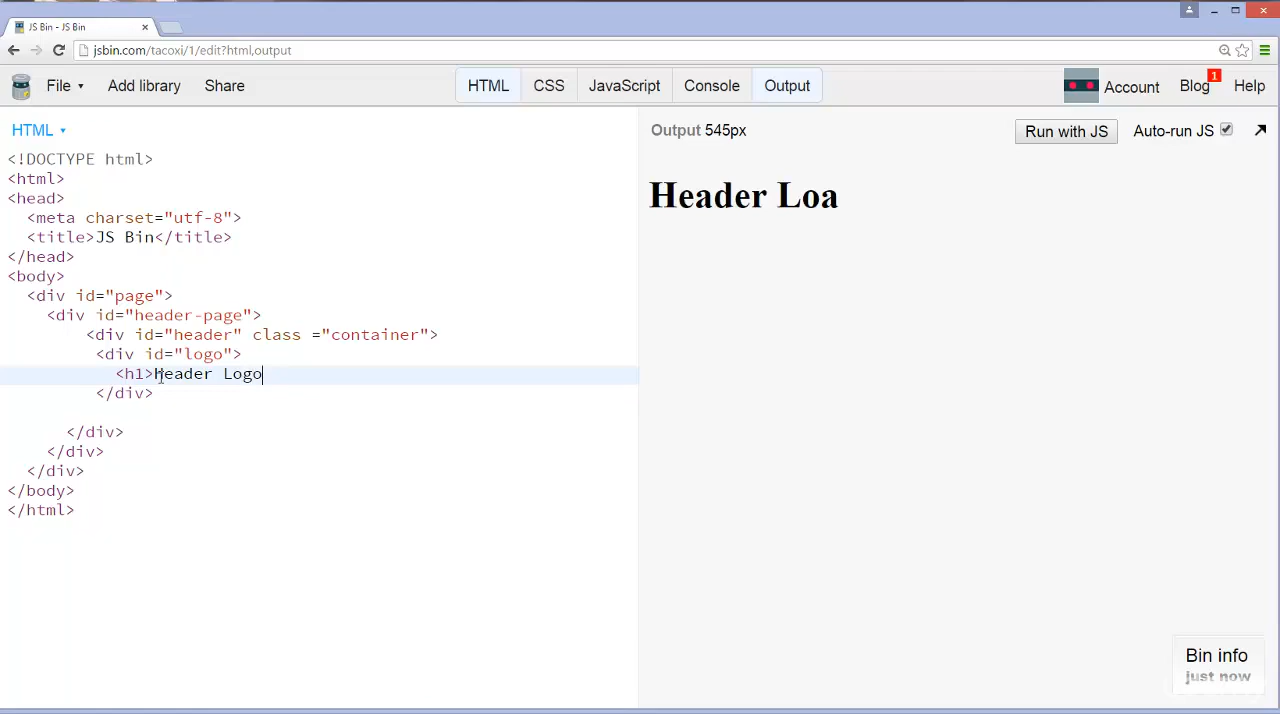 JS Bin - JS Bin
jsbin.com/tacoxi/1/edit?html,output
File Add library Share HTML CSS JavaScript Console Output Account Blog 1 Help
HTML
Output 545px Run with JS Auto-run JS
<!DOCTYPE html>
<html>
<head>
<meta charset="utf-8">
<title>JS Bin</title>
</head>
<body>
<div id="page">
<div id="header-page">
<div id="header" class ="container">
<div id="logo">
<h1>Header Logo
</div>
</div>
</div>
</div>
</body>
</html>
Header Loa
Bin info
just now